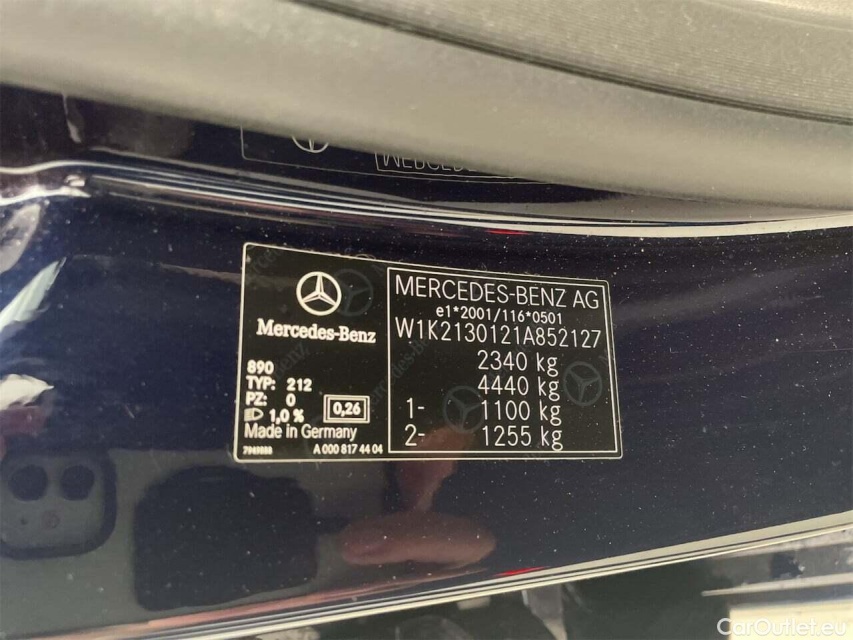 MERCEDES-BENZ AG
e1*2001/116*0501
W1K2130121A852127
2340 kg
4440 kg
1- 1100 kg
2- 1255 kg
Mercedes-Benz
890
TYP: 212
PZ: 0
1,0 % 0,26
Made in Germany
A 000 817 44 04
CarOutlet.eu